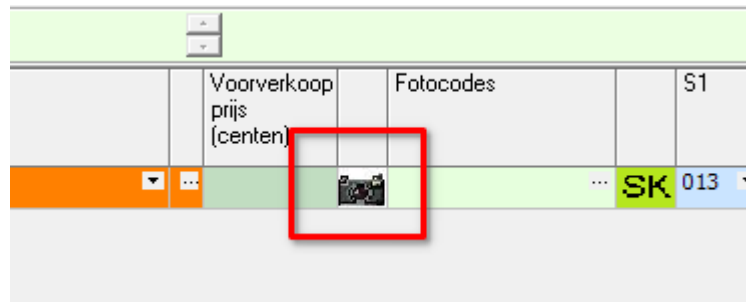 Voorverkoop Fotocodes S1
prijs
(centen)
... ... SK 013